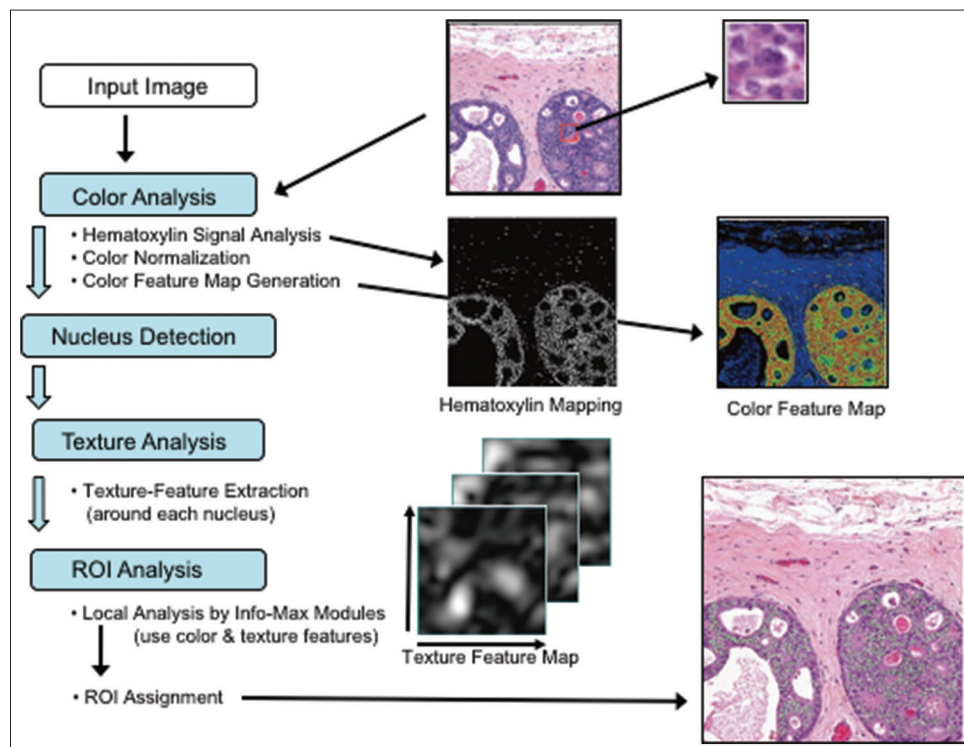 Input Image
Color Analysis
• Hematoxylin Signal Analysis
• Color Normalization
• Color Feature Map Generation
Nucleus Detection
Hematoxylin Mapping
Color Feature Map
Texture Analysis
• Texture-Feature Extraction
(around each nucleus)
ROI Analysis
• Local Analysis by Info-Max Modules
(use color & texture features)
Texture Feature Map
• ROI Assignment